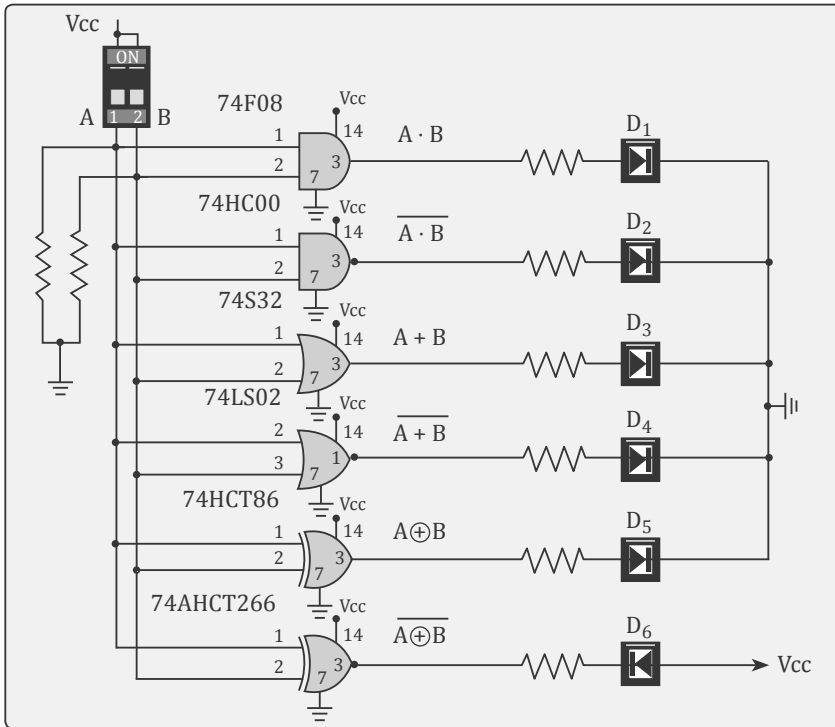 Vcc
ON
A 1 2 B
74F08
Vcc
14
1
2
3
7
A · B
D1
74HC00
Vcc
14
1
2
3
7
A · B
D2
74S32
Vcc
14
1
2
3
7
A + B
D3
74LS02
Vcc
14
2
3
1
7
A + B
D4
74HCT86
Vcc
14
1
2
3
7
A⊕B
D5
74AHCT266
Vcc
14
1
2
3
7
A⊕B
D6
Vcc